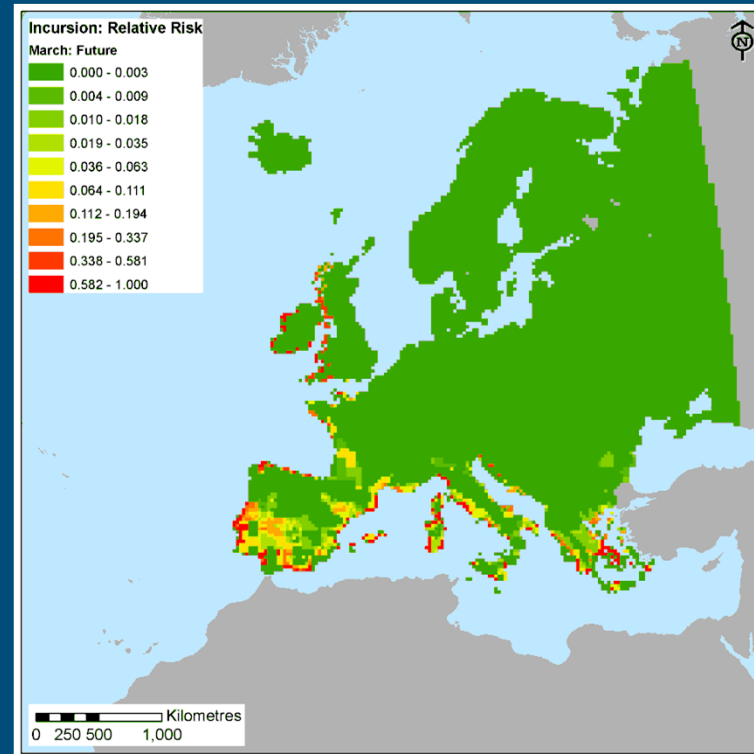 Incursion: Relative Risk
March: Future
0.000 - 0.003
0.004 - 0.009
0.010 - 0.018
0.019 - 0.035
0.036 - 0.063
0.064 - 0.111
0.112 - 0.194
0.195 - 0.337
0.338 - 0.581
0.582 - 1.000
N
Kilometres
0 250 500 1,000